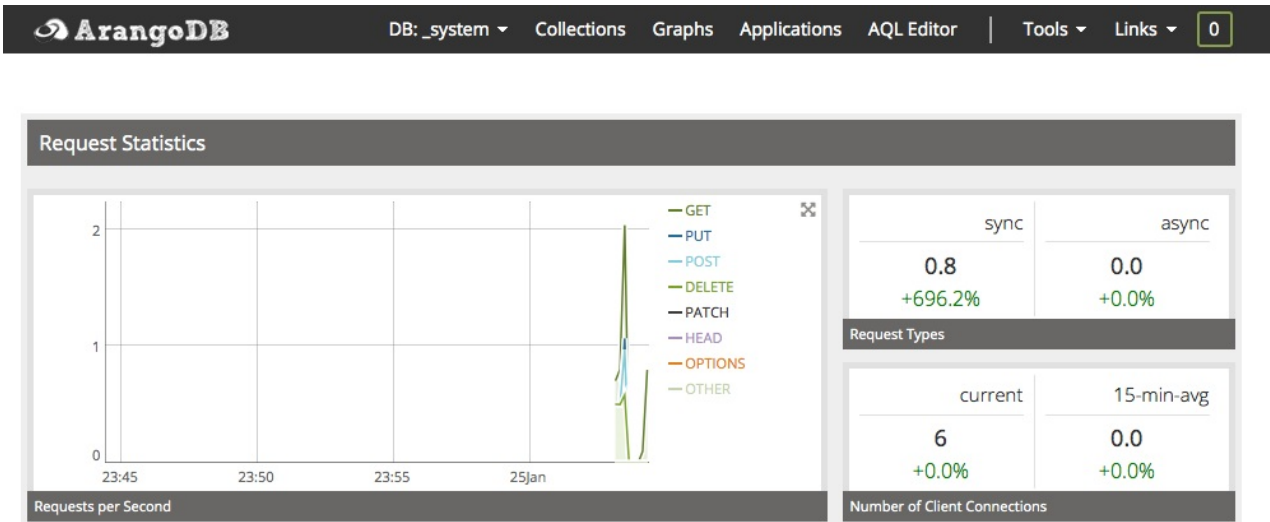 ArangoDB DB: _system Collections Graphs Applications AQL Editor Tools Links 0
Request Statistics
2
1
0
23:45 23:50 23:55 25Jan
GET
PUT
POST
DELETE
PATCH
HEAD
OPTIONS
OTHER
Requests per Second
sync async
0.8 0.0
+696.2% +0.0%
Request Types
current 15-min-avg
6 0.0
+0.0% +0.0%
Number of Client Connections